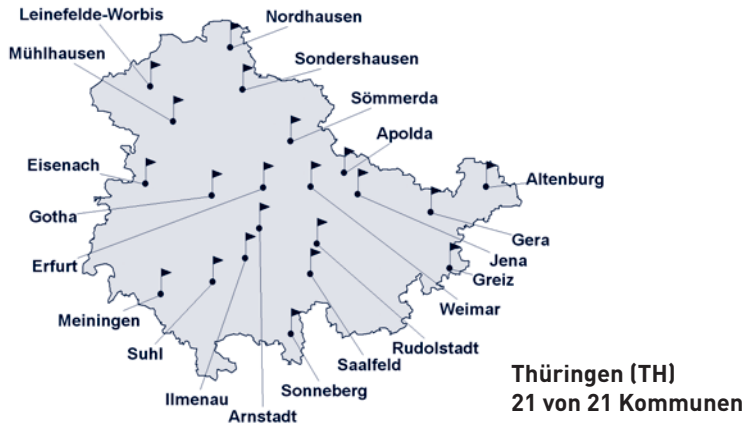 Leinefelde-Worbis
Nordhausen
Mühlhausen
Sondershausen
Sömmerda
Apolda
Eisenach
Altenburg
Gotha
Gera
Erfurt
Jena
Greiz
Weimar
Meiningen
Suhl
Rudolstadt
Saalfeld
Sonneberg
Ilmenau
Arnstadt
Thüringen (TH)
21 von 21 Kommunen